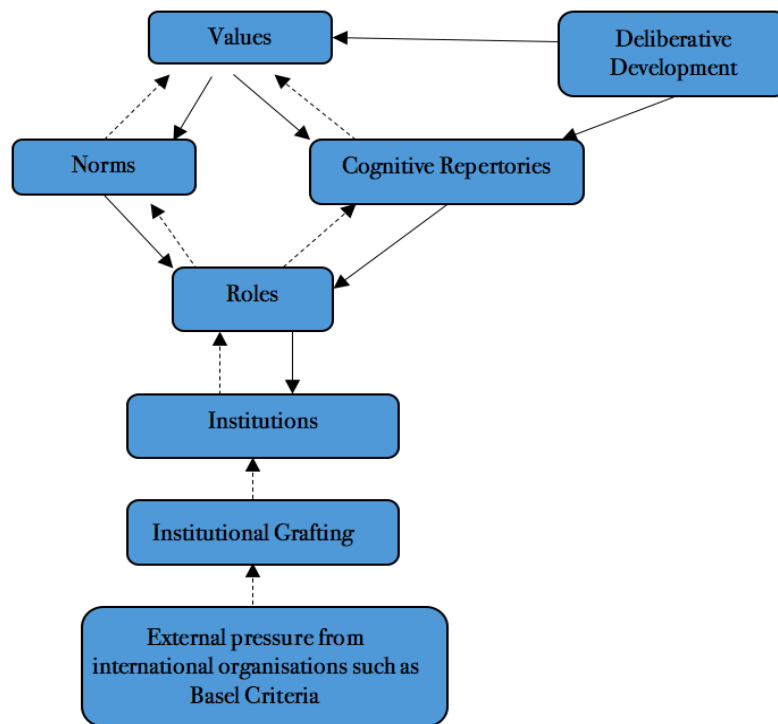 Values
Deliberative
Development
Norms
Cognitive Repertories
Roles
Institutions
Institutional Grafting
External pressure from
international organisations such as
Basel Criteria